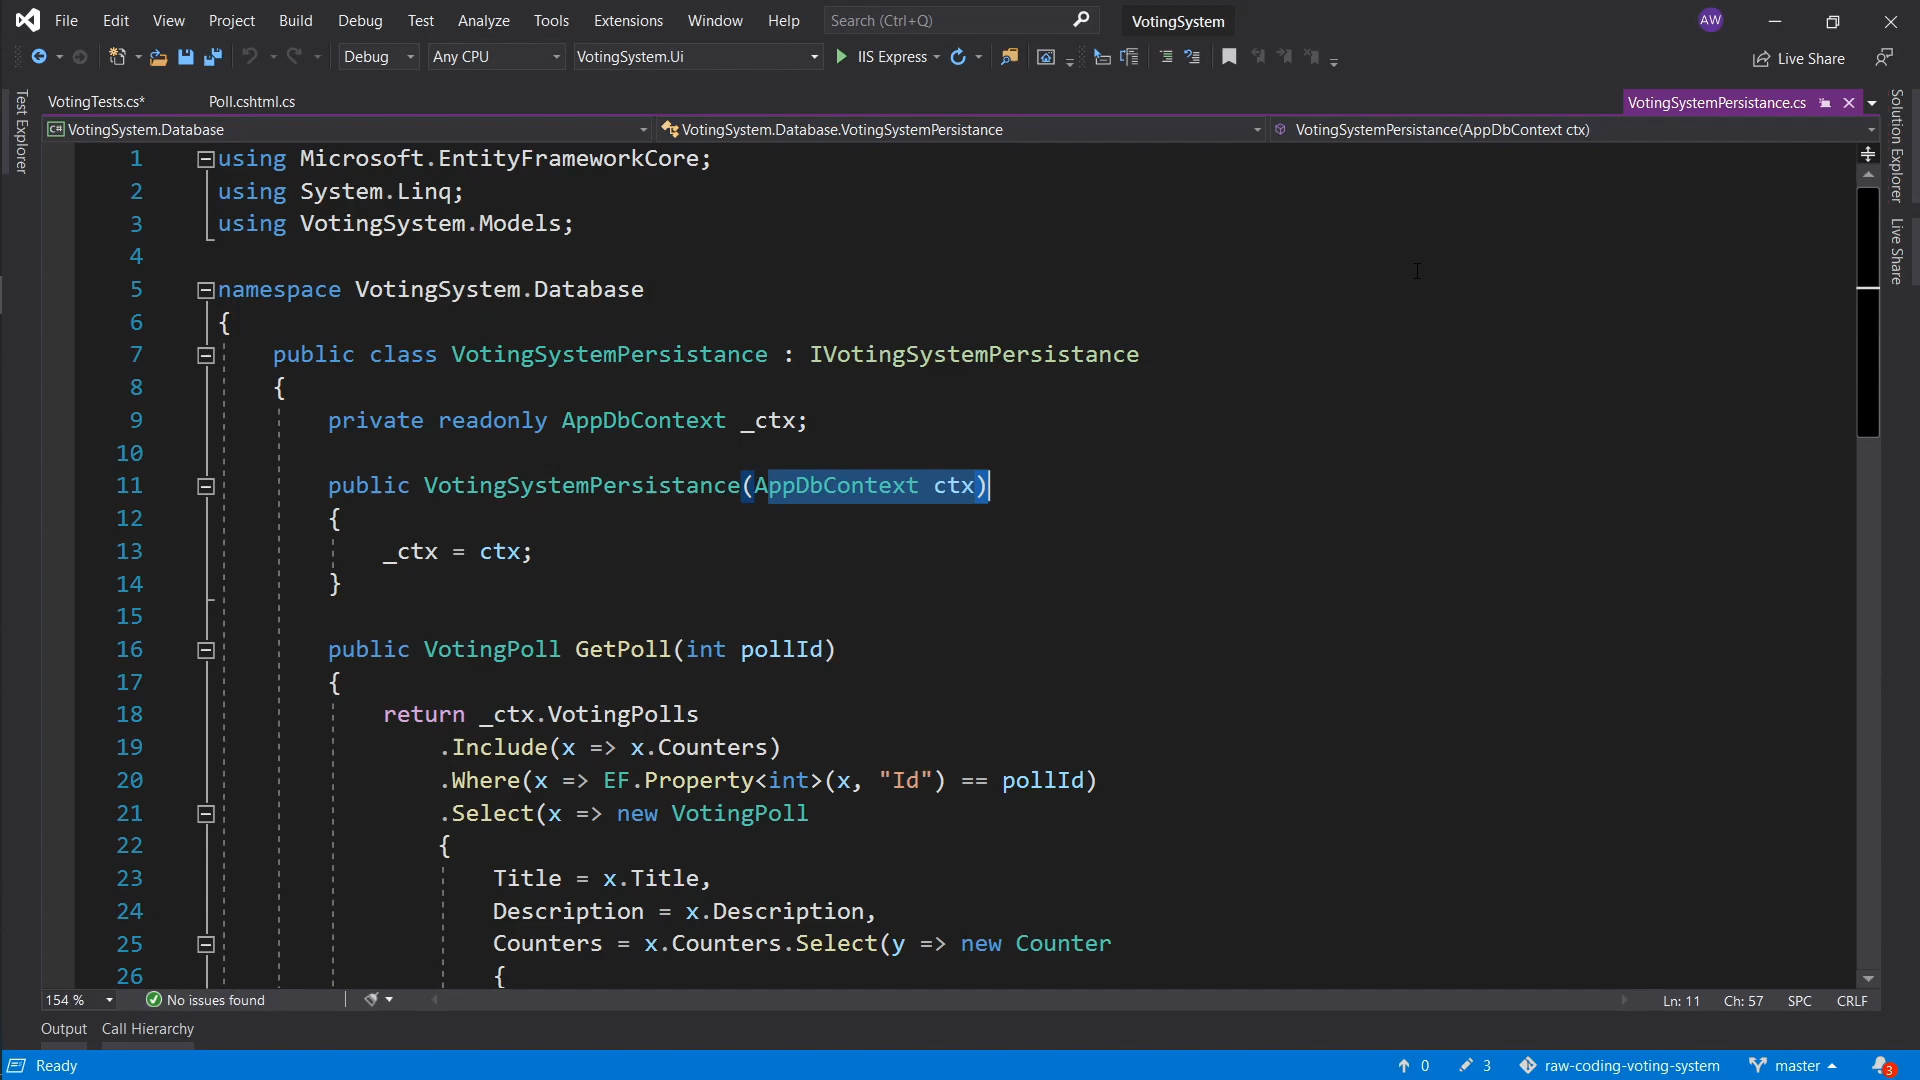 File Edit View Project Build Debug Test Analyze Tools Extensions Window Help Search (Ctrl+Q) VotingSystem AW
Debug Any CPU VotingSystem.Ui IIS Express Live Share
VotingTests.cs* Poll.cshtml.cs VotingSystemPersistance.cs
VotingSystem.Database VotingSystem.Database.VotingSystemPersistance VotingSystemPersistance(AppDbContext ctx)
Test Explorer
Solution Explorer
Live Share
1 using Microsoft.EntityFrameworkCore;
2 using System.Linq;
3 using VotingSystem.Models;
4
5 namespace VotingSystem.Database
6 {
7 public class VotingSystemPersistance : IVotingSystemPersistance
8 {
9 private readonly AppDbContext _ctx;
10
11 public VotingSystemPersistance(AppDbContext ctx)
12 {
13 _ctx = ctx;
14 }
15
16 public VotingPoll GetPoll(int pollId)
17 {
18 return _ctx.VotingPolls
19 .Include(x => x.Counters)
20 .Where(x => EF.Property<int>(x, "Id") == pollId)
21 .Select(x => new VotingPoll
22 {
23 Title = x.Title,
24 Description = x.Description,
25 Counters = x.Counters.Select(y => new Counter
26 {
154 % No issues found Ln: 11 Ch: 57 SPC CRLF
Output Call Hierarchy
Ready 0 3 raw-coding-voting-system master 3